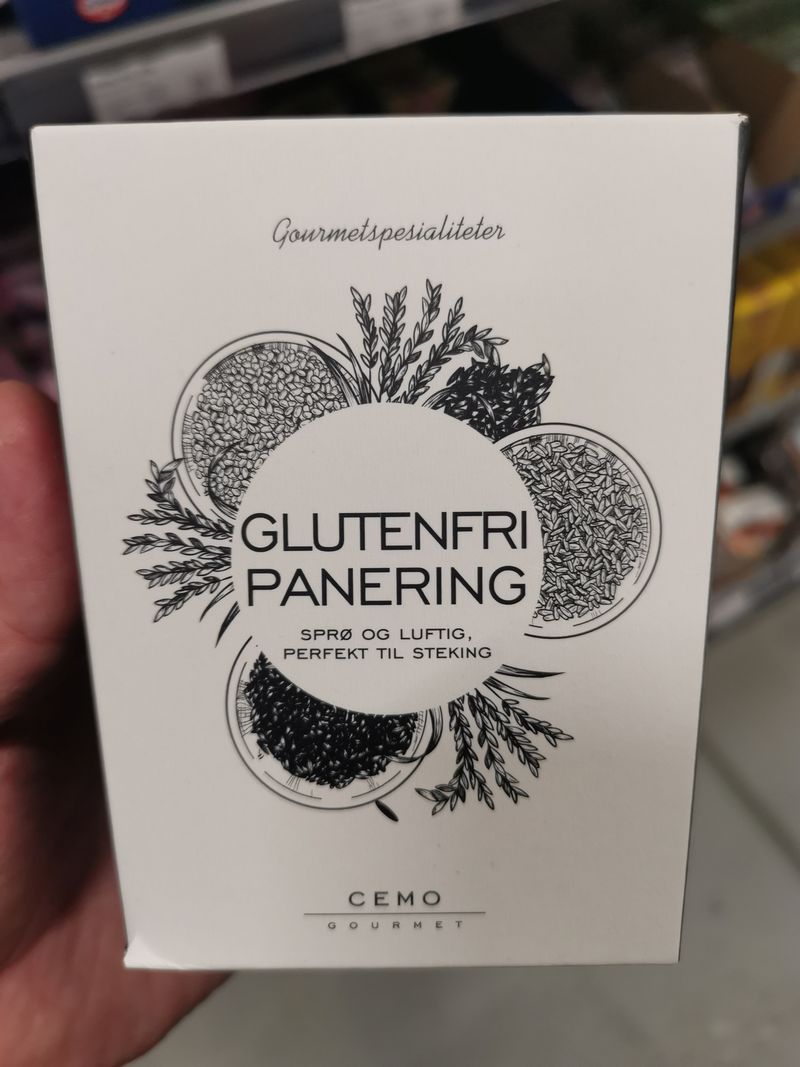 Gourmetspesialiteter
GLUTENFRI
PANERING
SPRØ OG LUFTIG,
PERFEKT TIL STEKING
CEMO
GOURMET